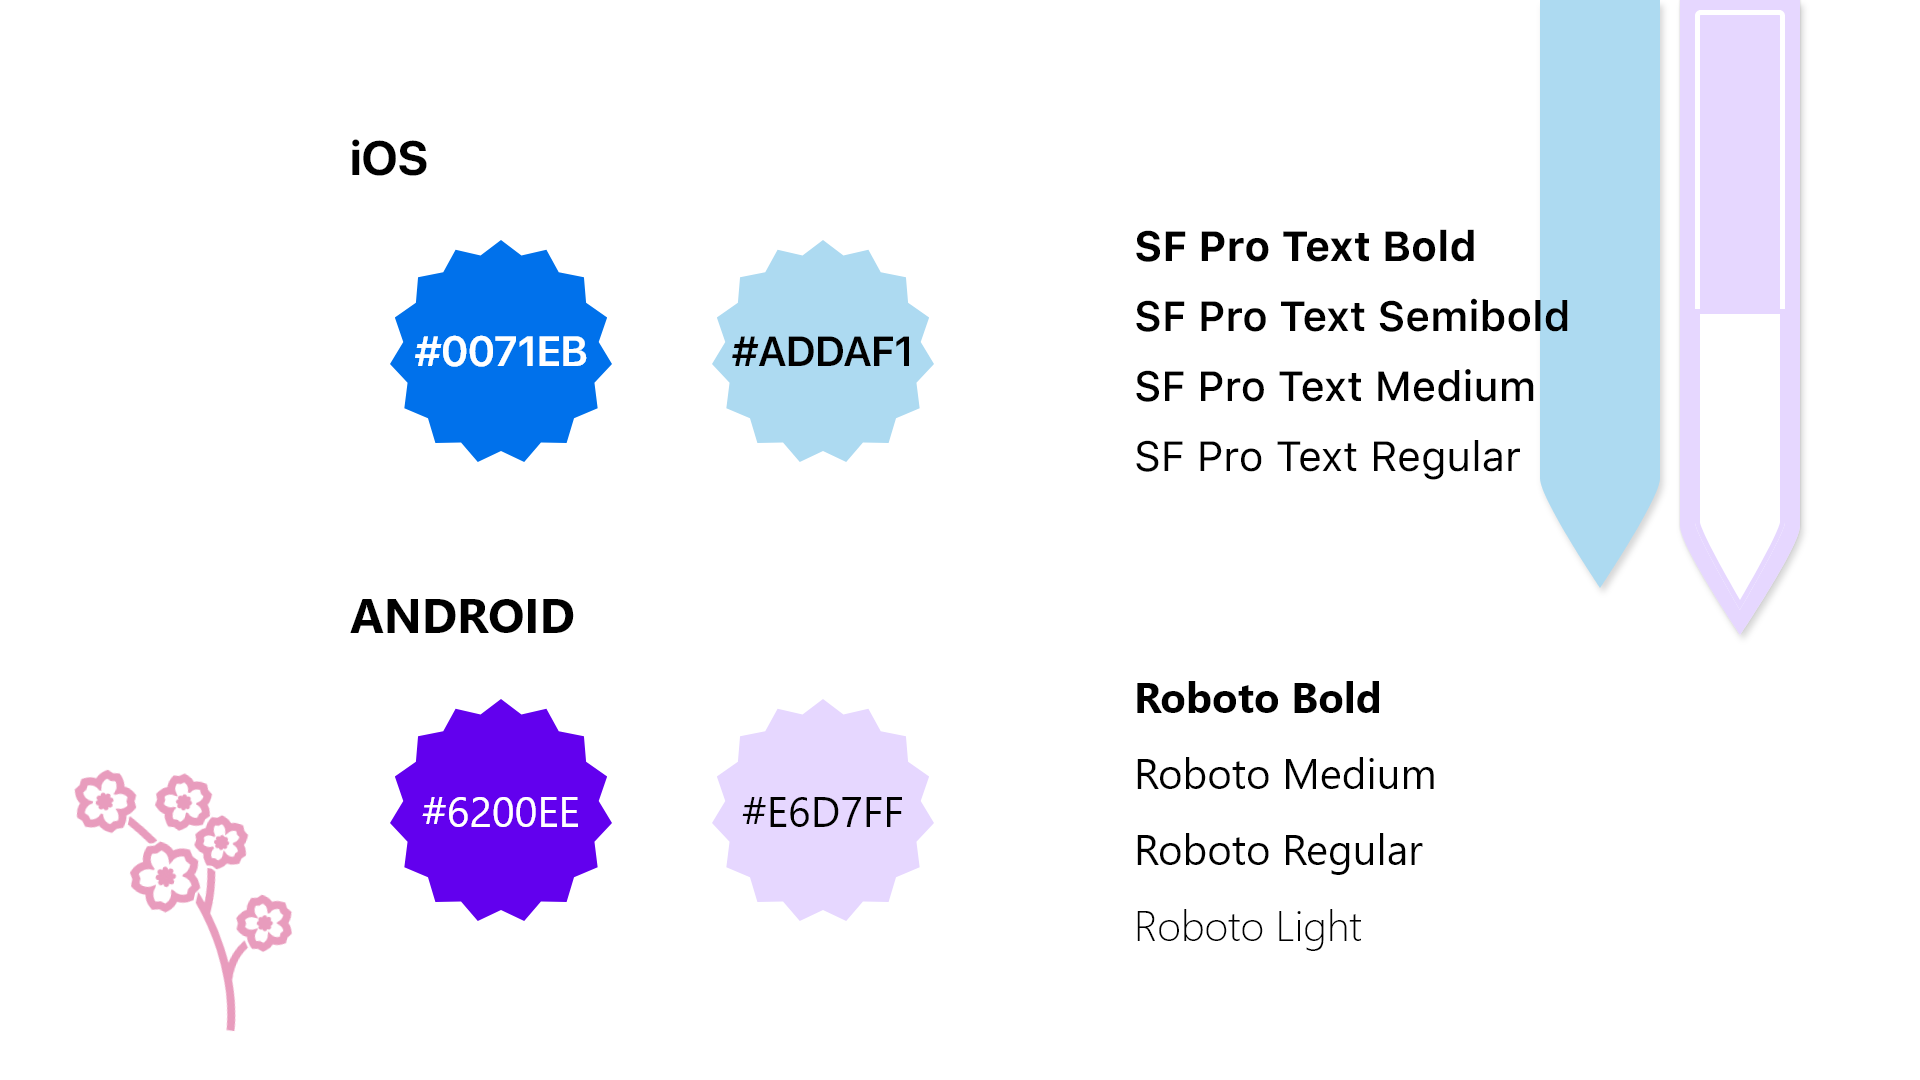 iOS
#0071EB
#ADDAF1
SF Pro Text Bold
SF Pro Text Semibold
SF Pro Text Medium
SF Pro Text Regular
ANDROID
#6200EE
#E6D7FF
Roboto Bold
Roboto Medium
Roboto Regular
Roboto Light